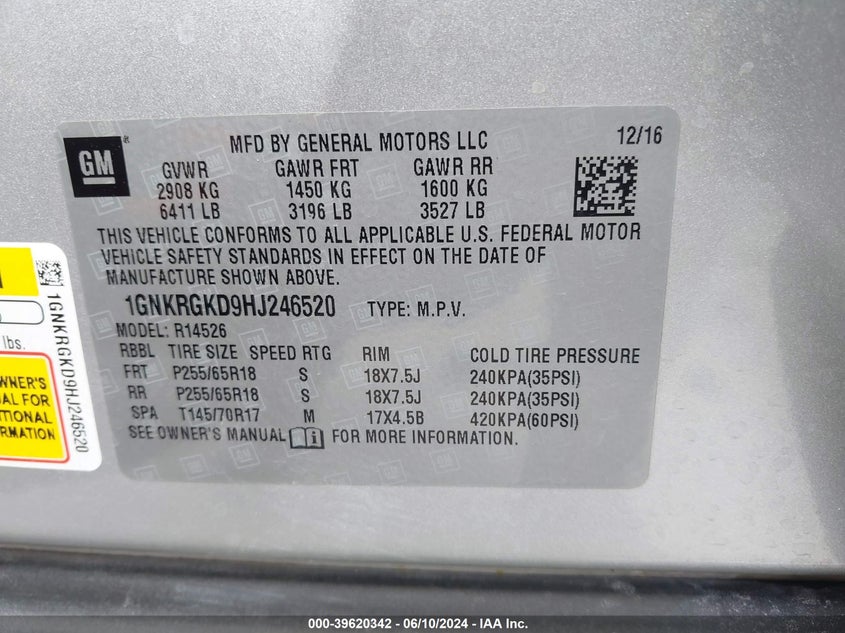 GM
MFD BY GENERAL MOTORS LLC 12/16
GVWR GAWR FRT GAWR RR
2908 KG 1450 KG 1600 KG
6411 LB 3196 LB 3527 LB
THIS VEHICLE CONFORMS TO ALL APPLICABLE U.S. FEDERAL MOTOR
VEHICLE SAFETY STANDARDS IN EFFECT ON THE DATE OF
MANUFACTURE SHOWN ABOVE.
1GNKRGKD9HJ246520 TYPE: M.P.V.
MODEL: R14526
RBBL TIRE SIZE SPEED RTG RIM COLD TIRE PRESSURE
FRT P255/65R18 S 18X7.5J 240KPA(35PSI)
RR P255/65R18 S 18X7.5J 240KPA(35PSI)
SPA T145/70R17 M 17X4.5B 420KPA(60PSI)
SEE OWNER'S MANUAL FOR MORE INFORMATION.
lbs.
WNER'S
AL FOR
TIONAL
RMATION
1GNKRGKD9HJ246520
000-39620342 - 06/10/2024 - IAA Inc.